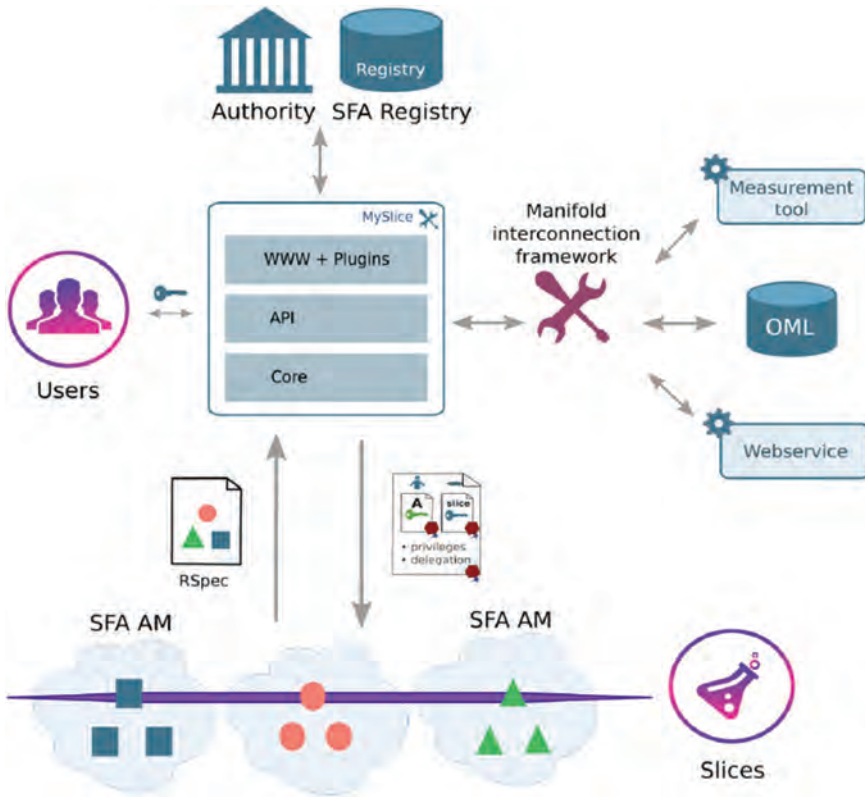 Registry
Authority
SFA Registry
MySlice
WWW + Plugins
API
Core
Users
Manifold
interconnection
framework
Measurement
tool
OML
Webservice
RSpec
A
slice
• privileges
• delegation
SFA AM
SFA AM
Slices